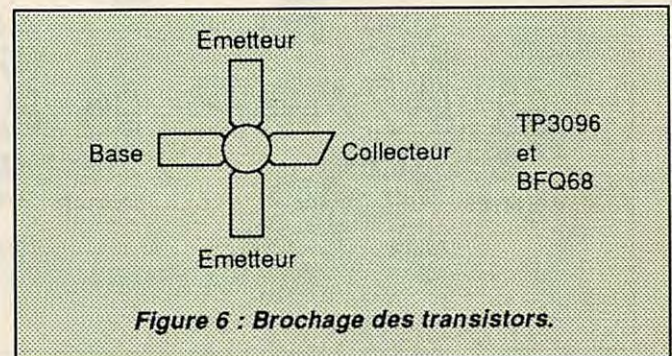 Emetteur
Base
Collecteur
TP3096
et
BFQ68
Emetteur
Figure 6 : Brochage des transistors.